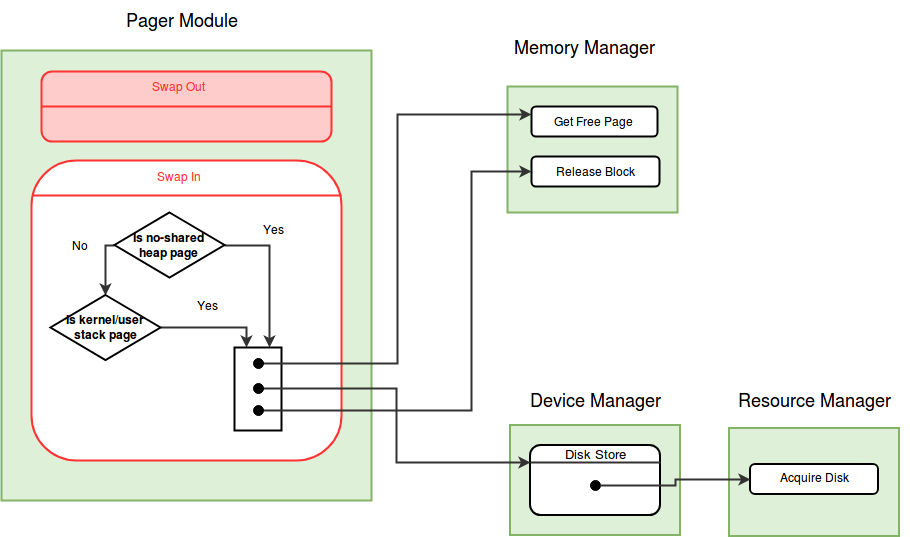 Pager Module
Memory Manager
Swap Out
Get Free Page
Release Block
Swap In
Is no-shared
heap page
Yes
No
Is kernel/user
stack page
Yes
Device Manager
Resource Manager
Disk Store
Acquire Disk